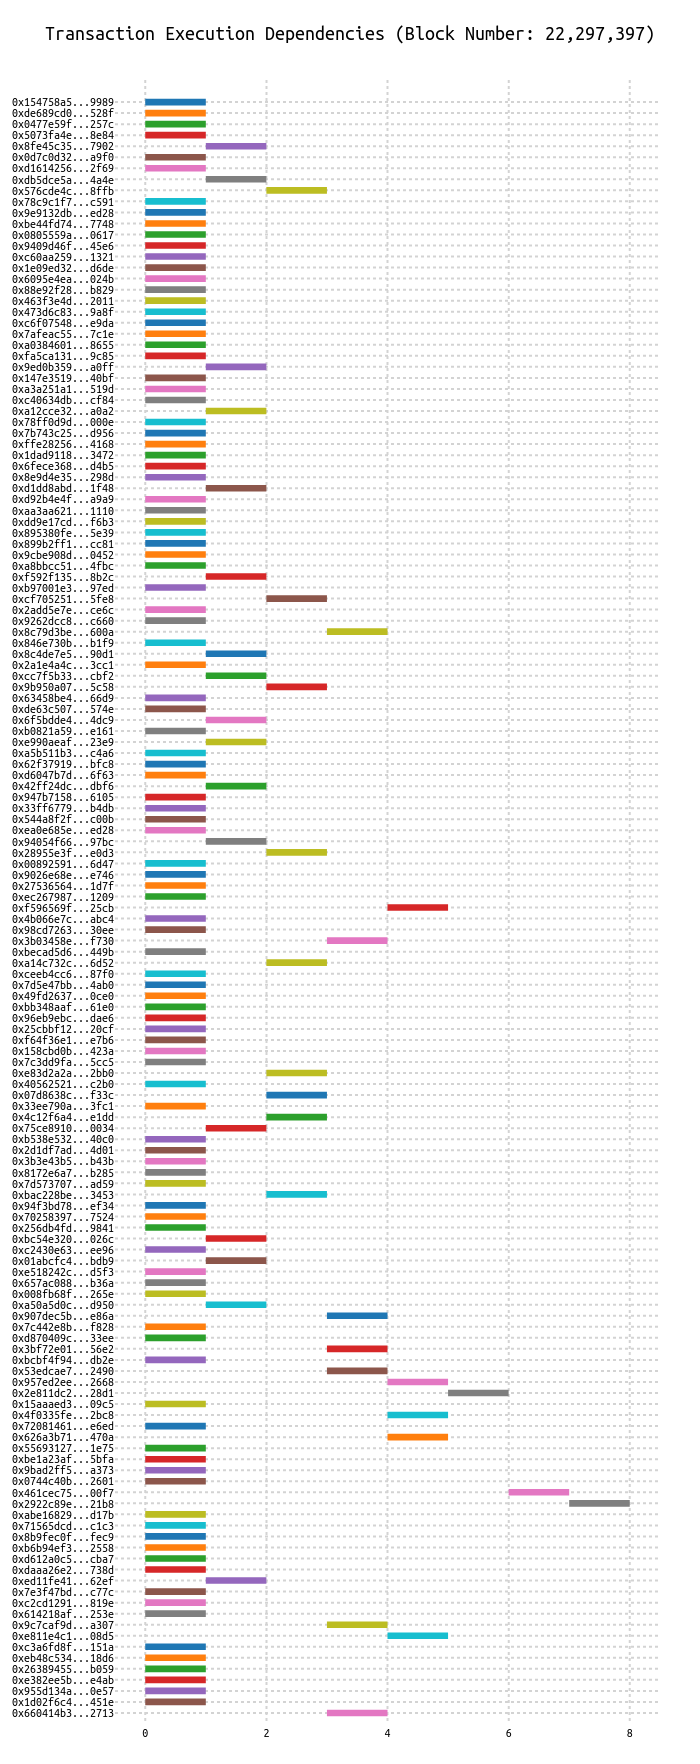 Transaction Execution Dependencies (Block Number: 22,297,397)
0x154758a5...9989
0xde689cd0...528f
0x0477e59f...257c
0x5073fa4e...8e84
0x8fe45c35...7902
0x0d7c0d32...a9f0
0xd1614256...2f69
0xdb5dce5a...4a4e
0x576cde4c...8ffb
0x78c9c1f7...c591
0x9e9132db...ed28
0xbe44fd74...7748
0x0805559a...0617
0x9409d46f...45e6
0xc60aa259...1321
0x1e09ed32...d6de
0x6095e4ea...024b
0x88e92f28...b829
0x463f3e4d...2011
0x473d6c83...9a8f
0xc6f07548...e9da
0x7afeac55...7c1e
0xa0384601...8655
0xfa5ca131...9c85
0x9ed0b359...a0ff
0x147e3519...40bf
0xa3a251a1...519d
0xc40634db...cf84
0xa12cce32...a0a2
0x78ff0d9d...000e
0x7b743c25...d956
0xffe28256...4168
0x1dad9118...3472
0x6fece368...d4b5
0x8e9d4e35...298d
0xd1dd8abd...1f48
0xd92b4e4f...a9a9
0xaa3aa621...1110
0xdd9e17cd...f6b3
0x895380fe...5e39
0x899b2ff1...cc81
0x9cbe908d...0452
0xa8bbcc51...4fbc
0xf592f135...8b2c
0xb97001e3...97ed
0xcf705251...5fe8
0x2add5e7e...ce6c
0x9262dcc8...c660
0x8c79d3be...600a
0x846e730b...b1f9
0x8c4de7e5...90d1
0x2a1e4a4c...3cc1
0xcc7f5b33...cbf2
0x9b950a07...5c58
0x63458be4...66d9
0xde63c507...574e
0x6f5bdde4...4dc9
0xb0821a59...e161
0xe990aeaf...23e9
0xa5b511b3...c4a6
0x62f37919...bfc8
0xd6047b7d...6f63
0x42ff24dc...dbf6
0x947b7158...6105
0x33ff6779...b4db
0x544a8f2f...c00b
0xea0e685e...ed28
0x94054f66...97bc
0x28955e3f...e0d3
0x00892591...6d47
0x9026e68e...e746
0x27536564...1d7f
0xec267987...1209
0xf596569f...25cb
0x4b066e7c...abc4
0x98cd7263...30ee
0x3b03458e...f730
0xbecad5d6...449b
0xa14c732c...6d52
0xceeb4cc6...87f0
0x7d5e47bb...4ab0
0x49fd2637...0ce0
0xbb348aaf...61e0
0x96eb9ebc...dae6
0x25cbbf12...20cf
0xf64f36e1...e7b6
0x158cbd0b...423a
0x7c3dd9fa...5cc5
0xe83d2a2a...2bb0
0x40562521...c2b0
0x07d8638c...f33c
0x33ee790a...3fc1
0x4c12f6a4...e1dd
0x75ce8910...0034
0xb538e532...40c0
0x2d1df7ad...4d01
0x3b3e43b5...b43b
0x8172e6a7...b285
0x7d573707...ad59
0xbac228be...3453
0x94f3bd78...ef34
0x70258397...7524
0x256db4fd...9841
0xbc54e320...026c
0xc2430e63...ee96
0x01abcfc4...bdb9
0xe518242c...d5f3
0x657ac088...b36a
0x008fb68f...265e
0xa50a5d0c...d950
0x907dec5b...e86a
0x7c442e8b...f828
0xd870409c...33ee
0x3bf72e01...56e2
0xbcbf4f94...db2e
0x53edcae7...2490
0x957ed2ee...2668
0x2e811dc2...28d1
0x15aaaed3...09c5
0x4f0335fe...2bc8
0x72081461...e6ed
0x626a3b71...470a
0x55693127...1e75
0xbe1a23af...5bfa
0x9bad2ff5...a373
0x0744c40b...2601
0x461cec75...00f7
0x2922c89e...21b8
0xabe16829...d17b
0x71565dcd...c1c3
0x8b9fec0f...fec9
0xb6b94ef3...2558
0xd612a0c5...cba7
0xdaaa26e2...738d
0xed11fe41...62ef
0x7e3f47bd...c77c
0xc2cd1291...819e
0x614218af...253e
0x9c7caf9d...a307
0xe811e4c1...08d5
0xc3a6fd8f...151a
0xeb48c534...18d6
0x26389455...b059
0xe382ee5b...e4ab
0x955d134a...0e57
0x1d02f6c4...451e
0x660414b3...2713
0 2 4 6 8